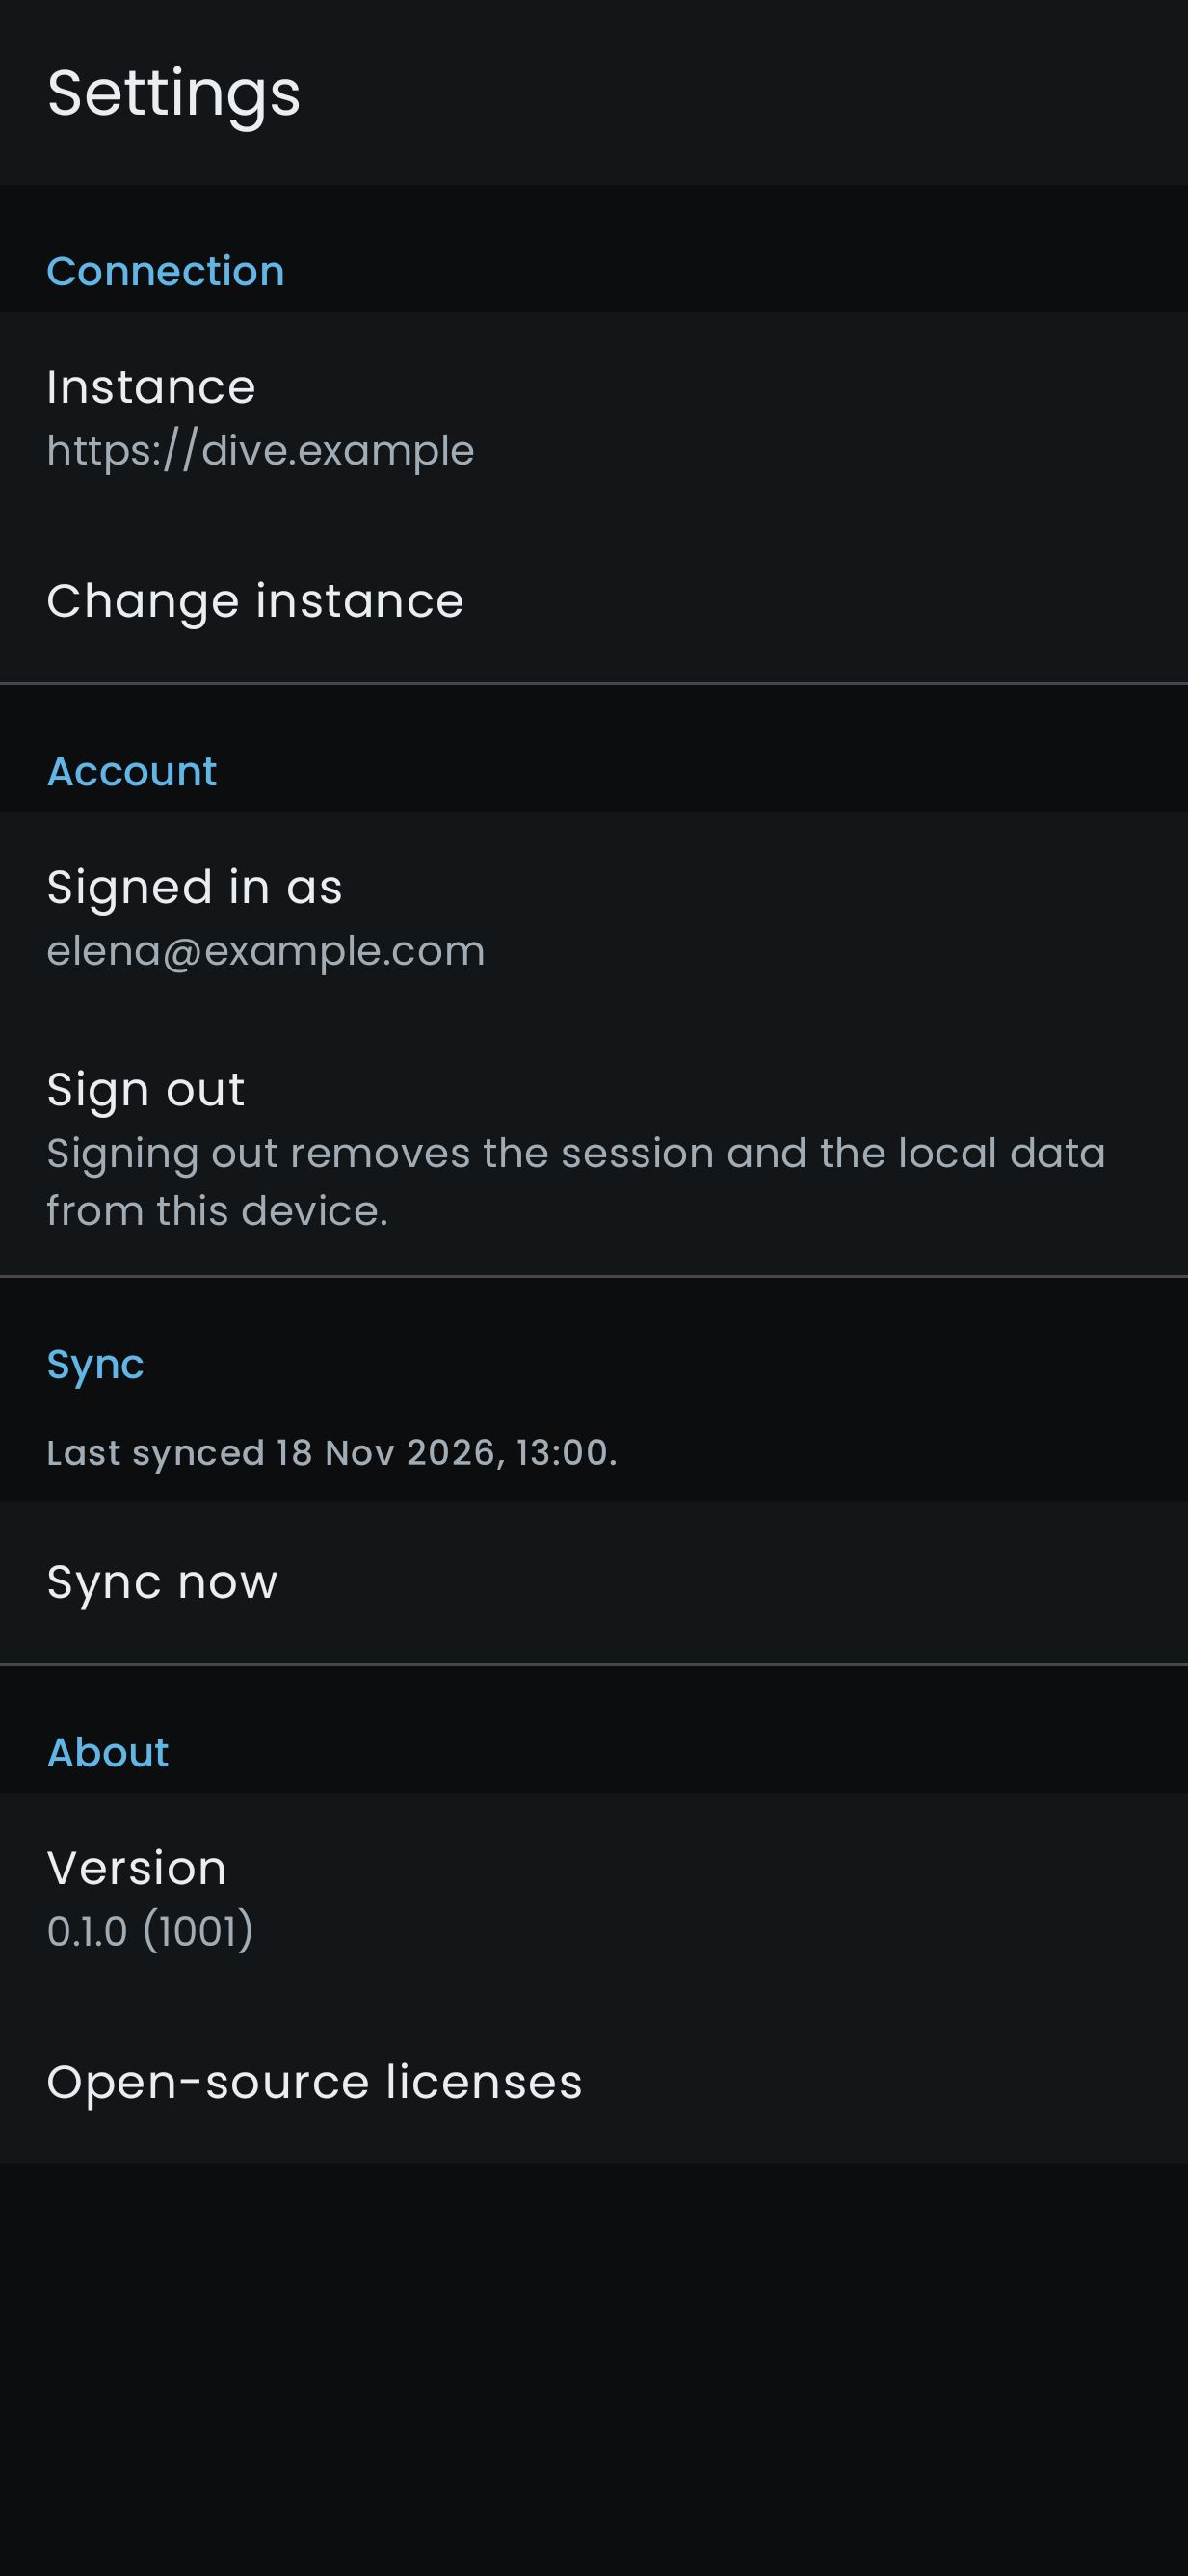 Settings
Connection
Instance
https://dive.example
Change instance
Account
Signed in as
elena@example.com
Sign out
Signing out removes the session and the local data
from this device.
Sync
Last synced 18 Nov 2026, 13:00.
Sync now
About
Version
0.1.0 (1001)
Open-source licenses